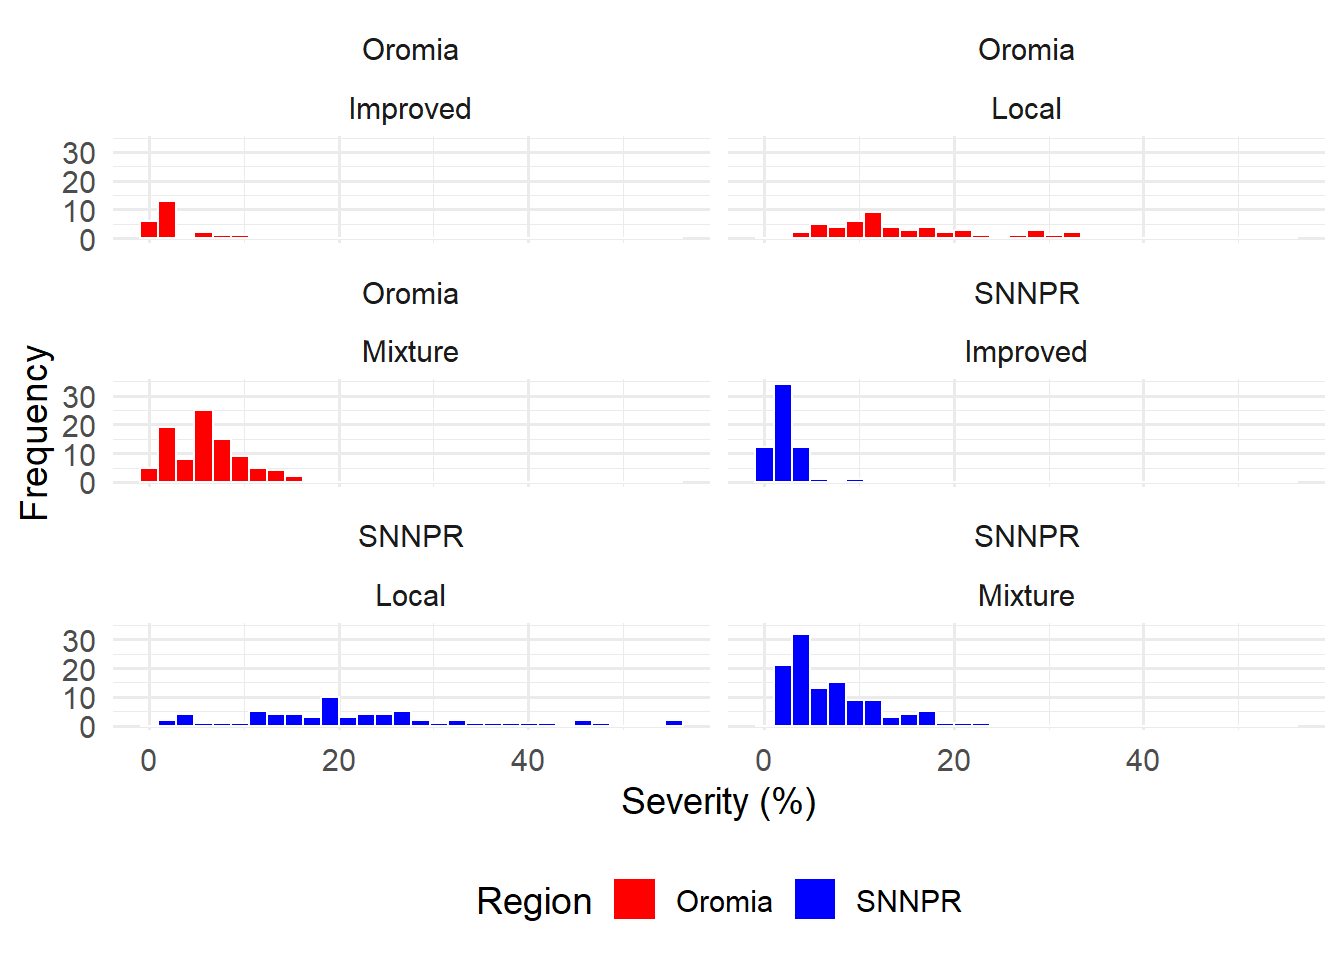 Oromia Oromia
Improved Local
30
20
10
0
Oromia SNNPR
Mixture Improved
30
20
10
0
SNNPR SNNPR
Local Mixture
30
20
10
0
Frequency
0 20 40 0 20 40
Severity (%)
Region Oromia SNNPR